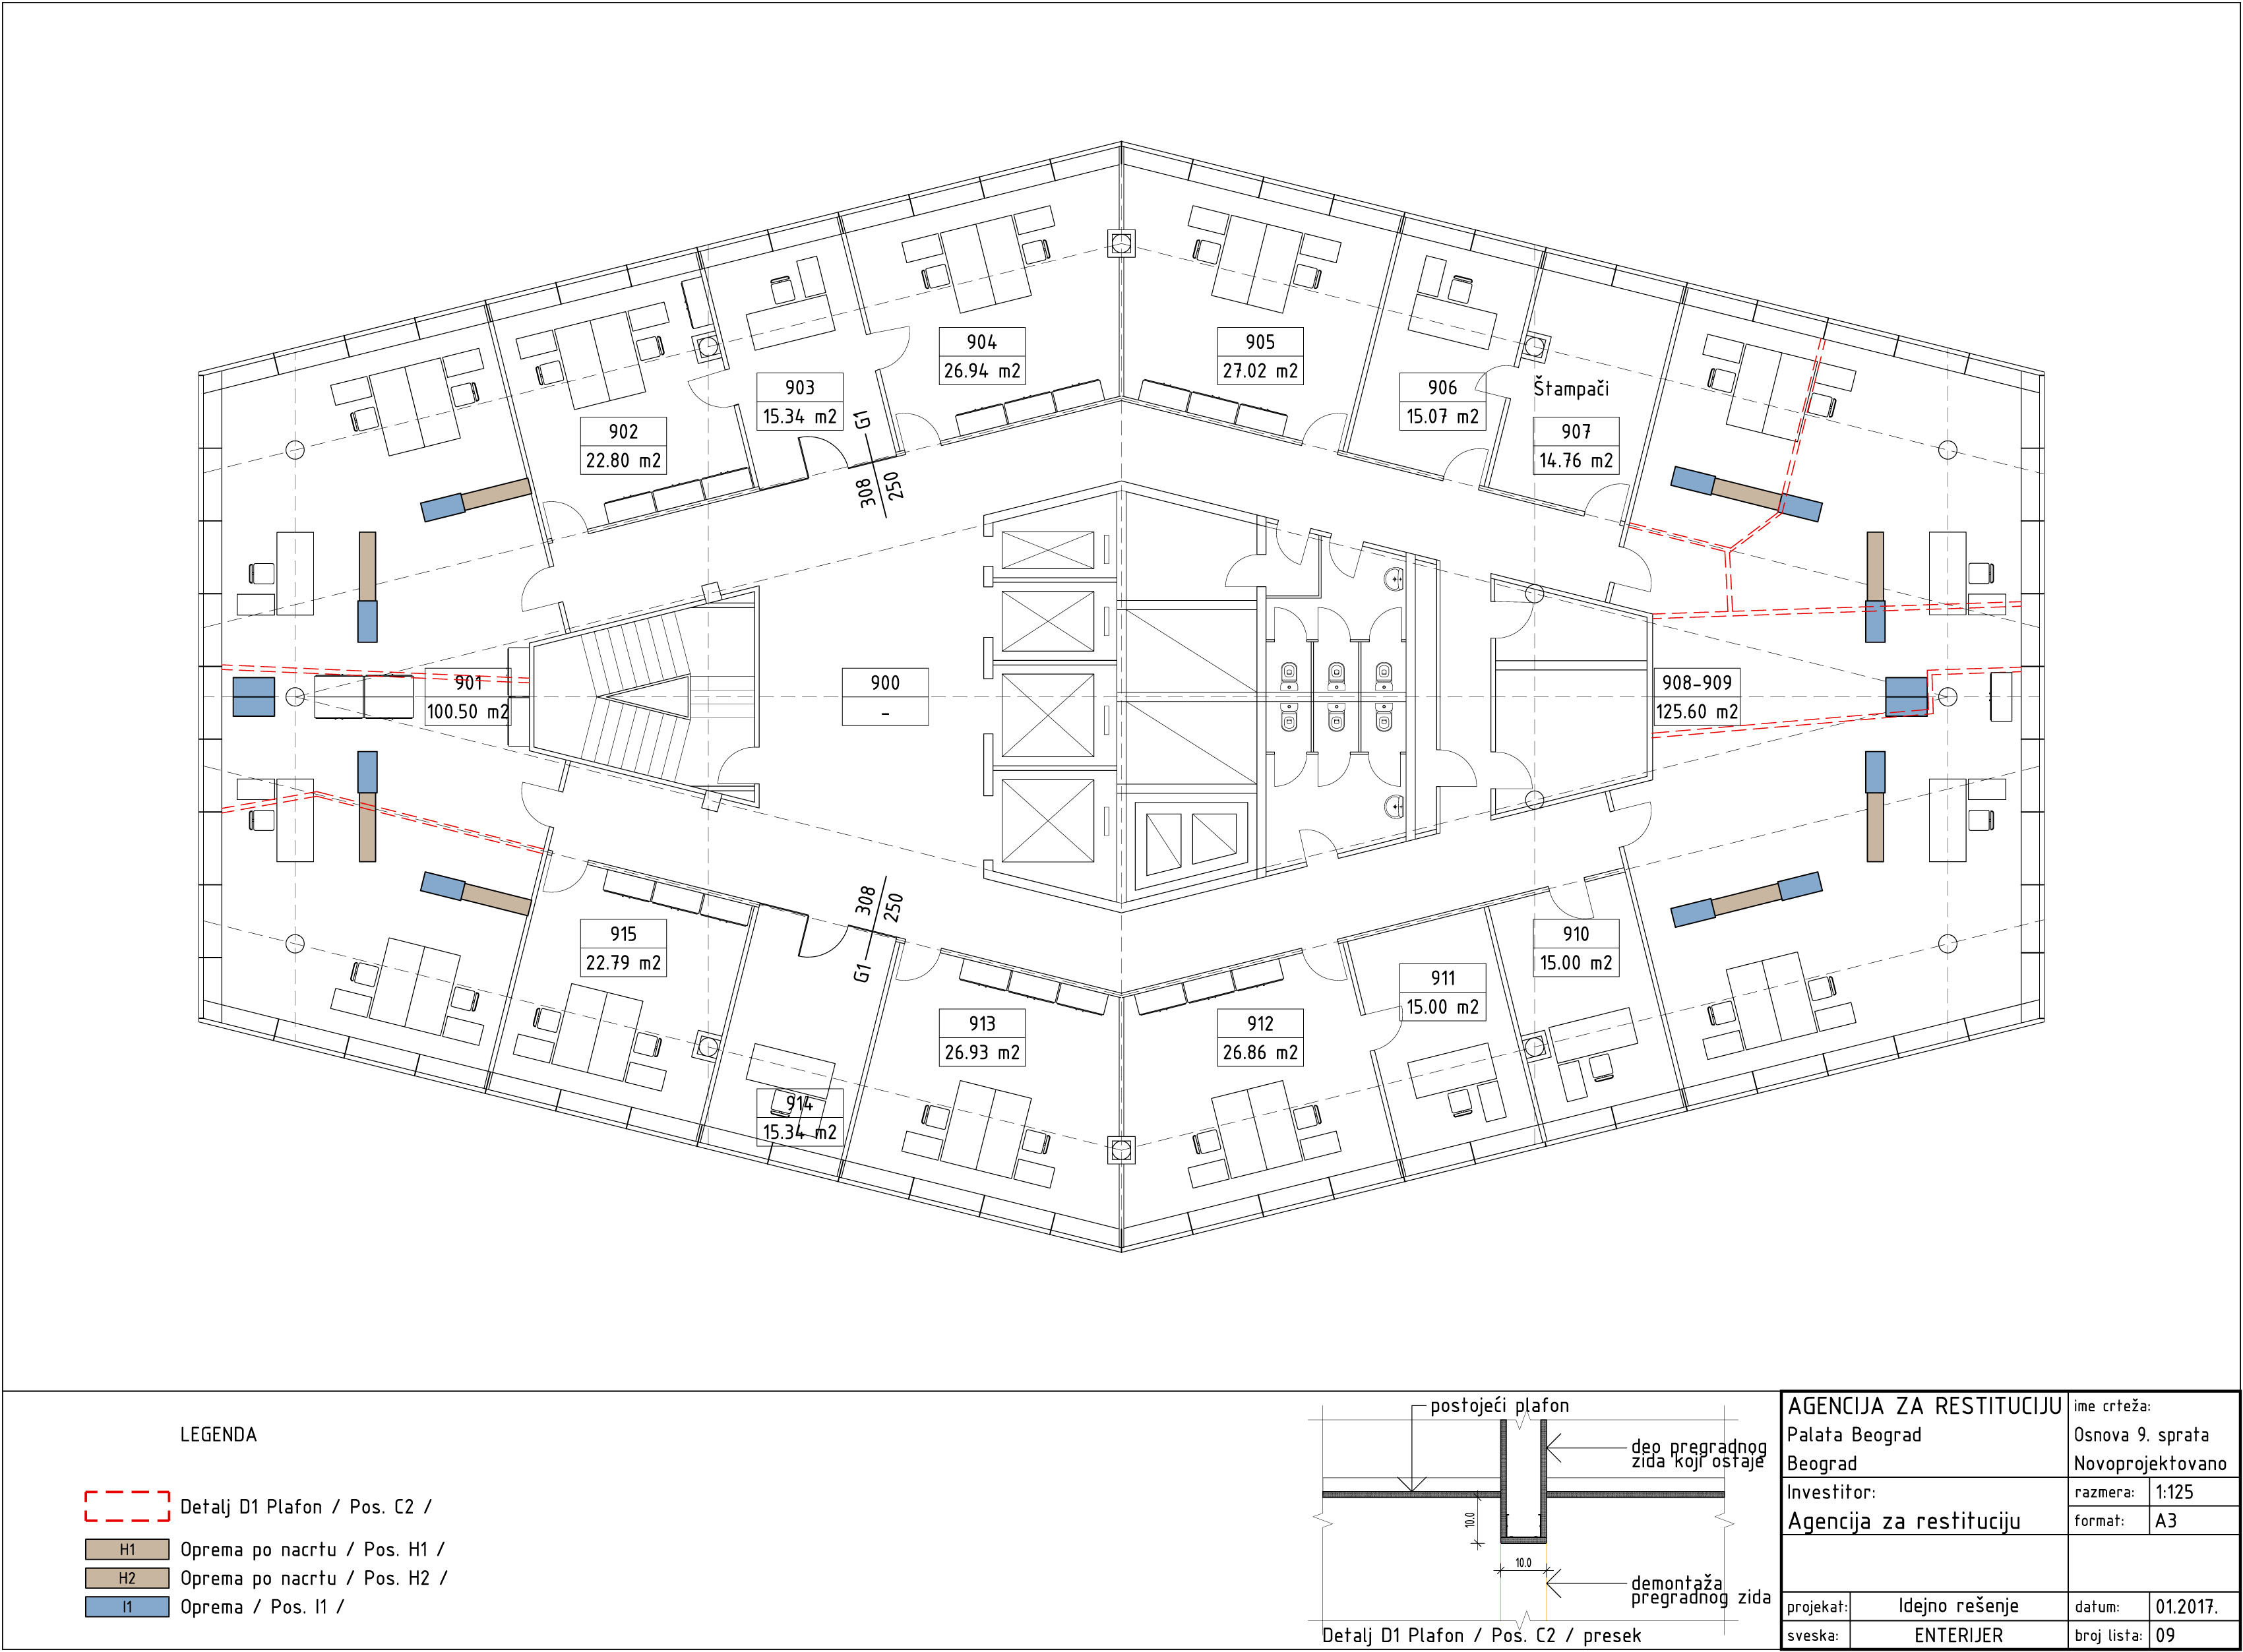 904
26.94 m2
905
27.02 m2
903
15.34 m2
906
15.07 m2
Štampači
907
14.76 m2
902
22.80 m2
G1
308
250
901
100.50 m2
900
-
908-909
125.60 m2
308
250
G1
915
22.79 m2
910
15.00 m2
911
15.00 m2
913
26.93 m2
912
26.86 m2
914
15.34 m2
LEGENDA
Detalj D1 Plafon / Pos. C2 /
H1 Oprema po nacrtu / Pos. H1 /
H2 Oprema po nacrtu / Pos. H2 /
I1 Oprema / Pos. I1 /
postojeći plafon
deo pregradnog
zida koji ostaje
10.0
10.0
demontaža
pregradnog zida
Detalj D1 Plafon / Pos. C2 / presek
AGENCIJA ZA RESTITUCIJU
Palata Beograd
Beograd
ime crteža:
Osnova 9. sprata
Novoprojektovano
Investitor:
Agencija za restituciju
razmera: 1:125
format: A3
projekat: Idejno rešenje
datum: 01.2017.
sveska: ENTERIJER
broj lista: 09